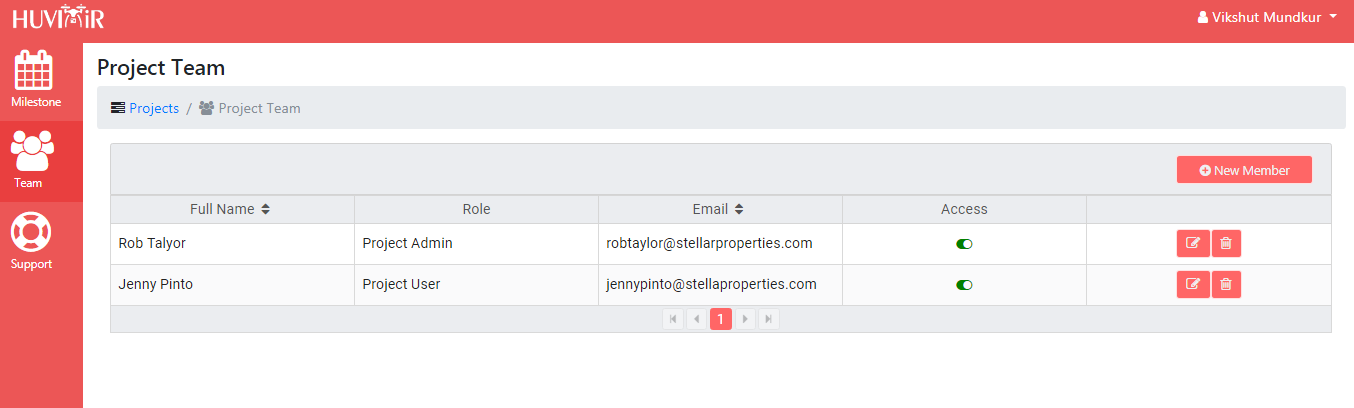 HUVIAIR
Vikshut Mundkur
Milestone
Team
Support
Project Team
Projects / Project Team
New Member
Full Name Role Email Access
Rob Talyor Project Admin robtaylor@stellarproperties.com
Jenny Pinto Project User jennypinto@stellaproperties.com
1